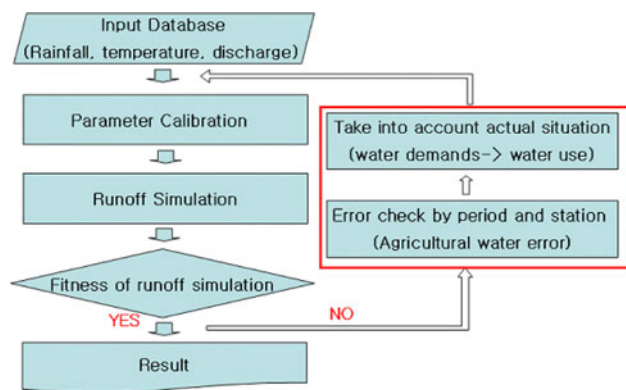 Input Database
(Rainfall, temperature, discharge)
Parameter Calibration
Runoff Simulation
Fitness of runoff simulation
YES
NO
Result
Take into account actual situation
(water demands-> water use)
Error check by period and station
(Agricultural water error)